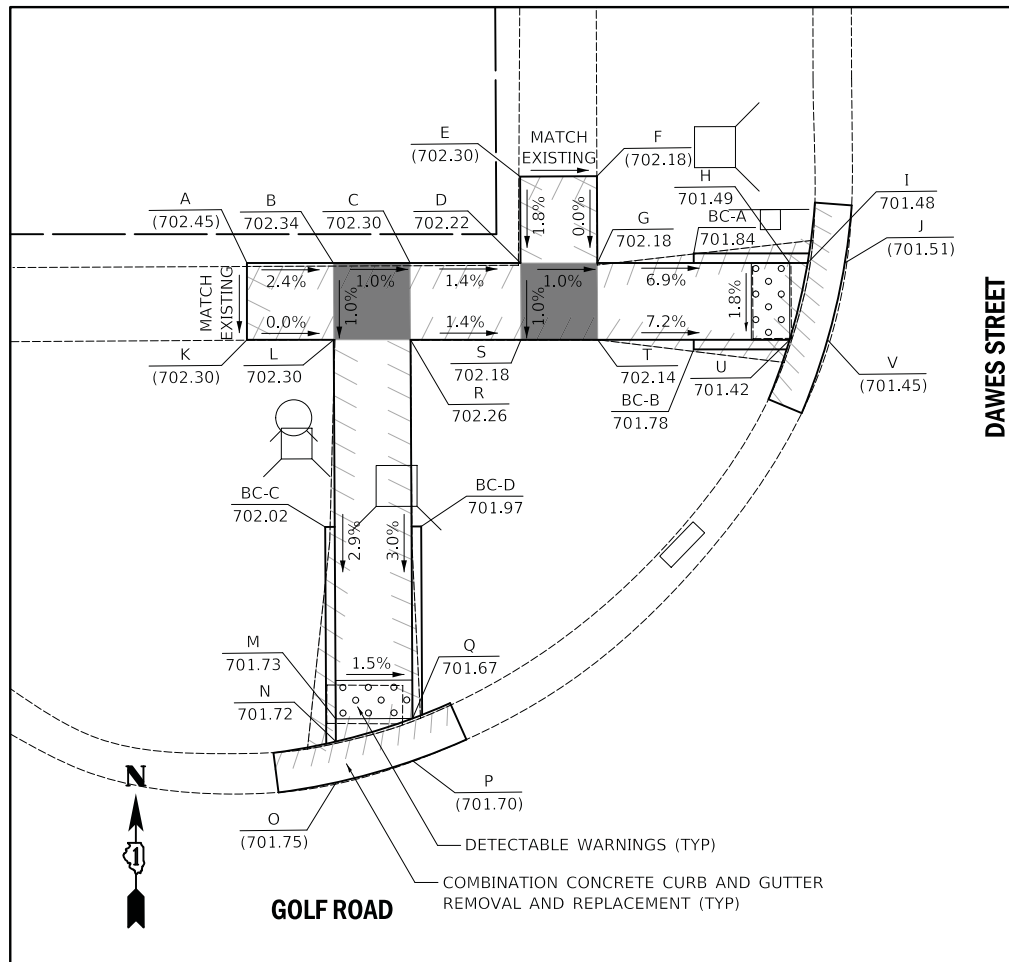 E
(702.30)
MATCH
EXISTING
F
(702.18)
H
701.49
I
701.48
J
(701.51)
A
(702.45)
B
702.34
C
702.30
D
702.22
1.8%
0.0%
G
702.18
BC-A
701.84
MATCH
EXISTING
2.4%
1.0%
1.4%
1.0%
6.9%
0.0%
1.0%
1.4%
1.0%
7.2%
1.8%
K
(702.30)
L
702.30
S
702.18
R
702.26
T
702.14
BC-B
701.78
U
701.42
V
(701.45)
DAWES STREET
BC-C
702.02
BC-D
701.97
2.9%
3.0%
M
701.73
1.5%
Q
701.67
N
701.72
O
(701.75)
P
(701.70)
N
1
DETECTABLE WARNINGS (TYP)
COMBINATION CONCRETE CURB AND GUTTER
REMOVAL AND REPLACEMENT (TYP)
GOLF ROAD